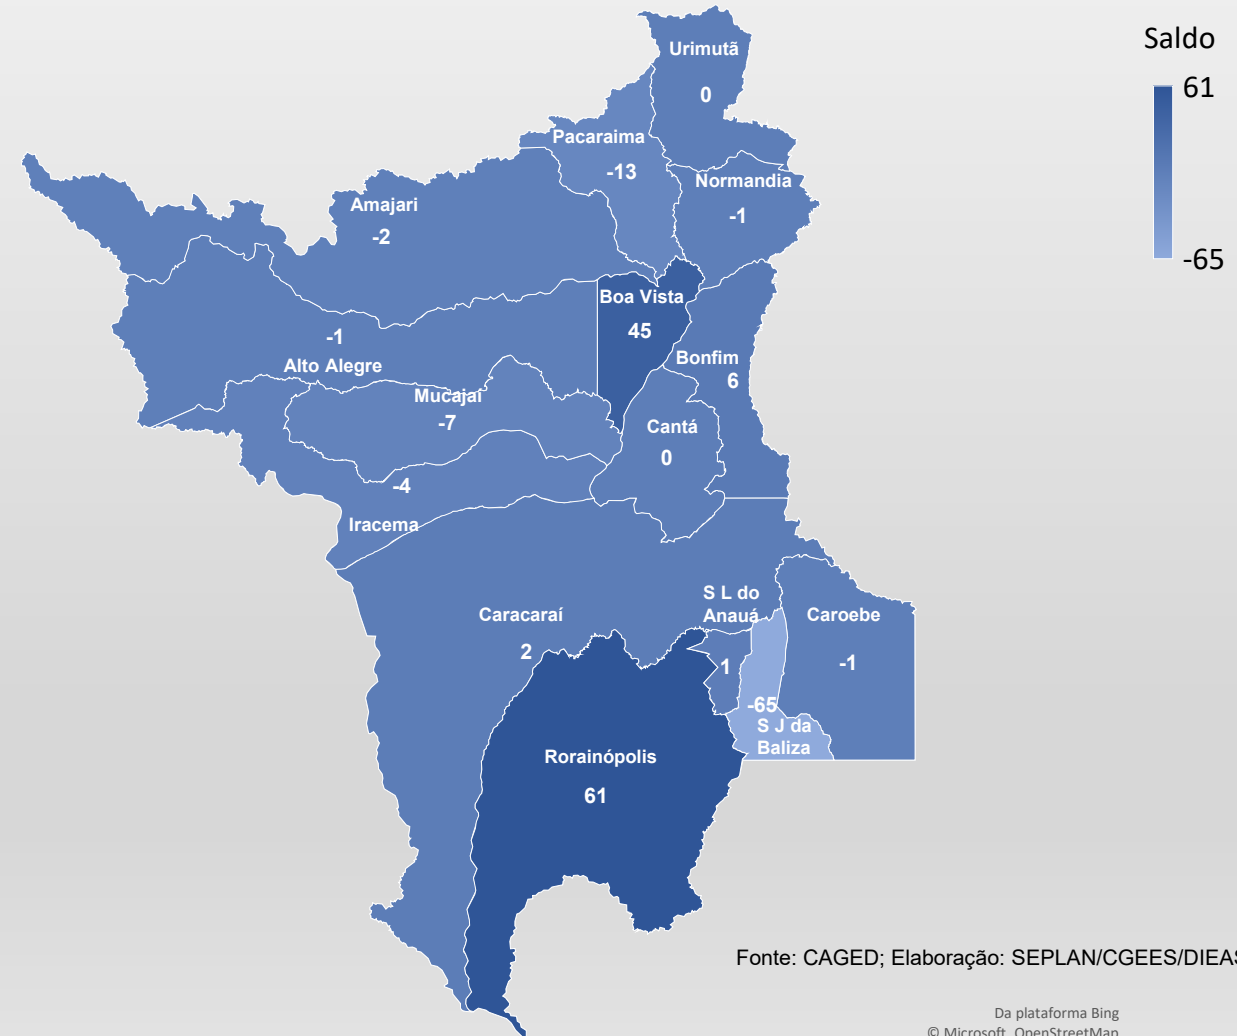 Saldo
61
-65
Urimutã
0
Pacaraima
-13
Normandia
-1
Amajari
-2
Boa Vista
45
-1
Alto Alegre
Bonfim
6
Mucajaí
-7
Cantá
0
-4
Iracema
S L do
Anauá
1
Caracaraí
2
Caroebe
-1
-65
S J da
Baliza
Rorainópolis
61
Fonte: CAGED; Elaboração: SEPLAN/CGEES/DIEAS
Da plataforma Bing
© Microsoft, OpenStreetMap